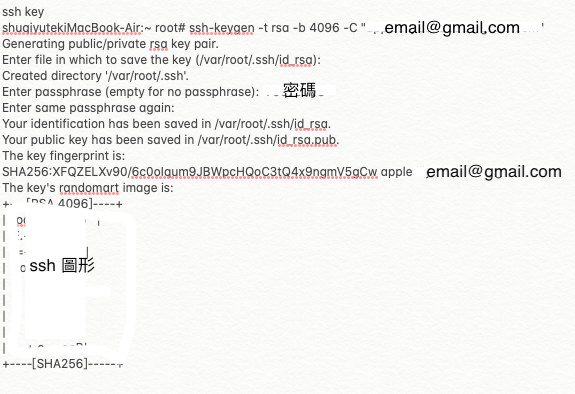 ssh key
shuaiyutekiMacBook-Air:~ root# ssh-keygen -t rsa -b 4096 -C "email@gmail.com"
Generating public/private rsa key pair.
Enter file in which to save the key (/var/root/.ssh/id_rsa):
Created directory '/var/root/.ssh'.
Enter passphrase (empty for no passphrase): 密碼
Enter same passphrase again:
Your identification has been saved in /var/root/.ssh/id_rsa.
Your public key has been saved in /var/root/.ssh/id_rsa.pub.
The key fingerprint is:
SHA256:XFQZELXv90/6c0olqum9JBWpcHQoC3tQ4x9ngmV5gCw apple email@gmail.com
The key's randomart image is:
+---[RSA 4096]----+
ssh 圖形
+----[SHA256]-----+